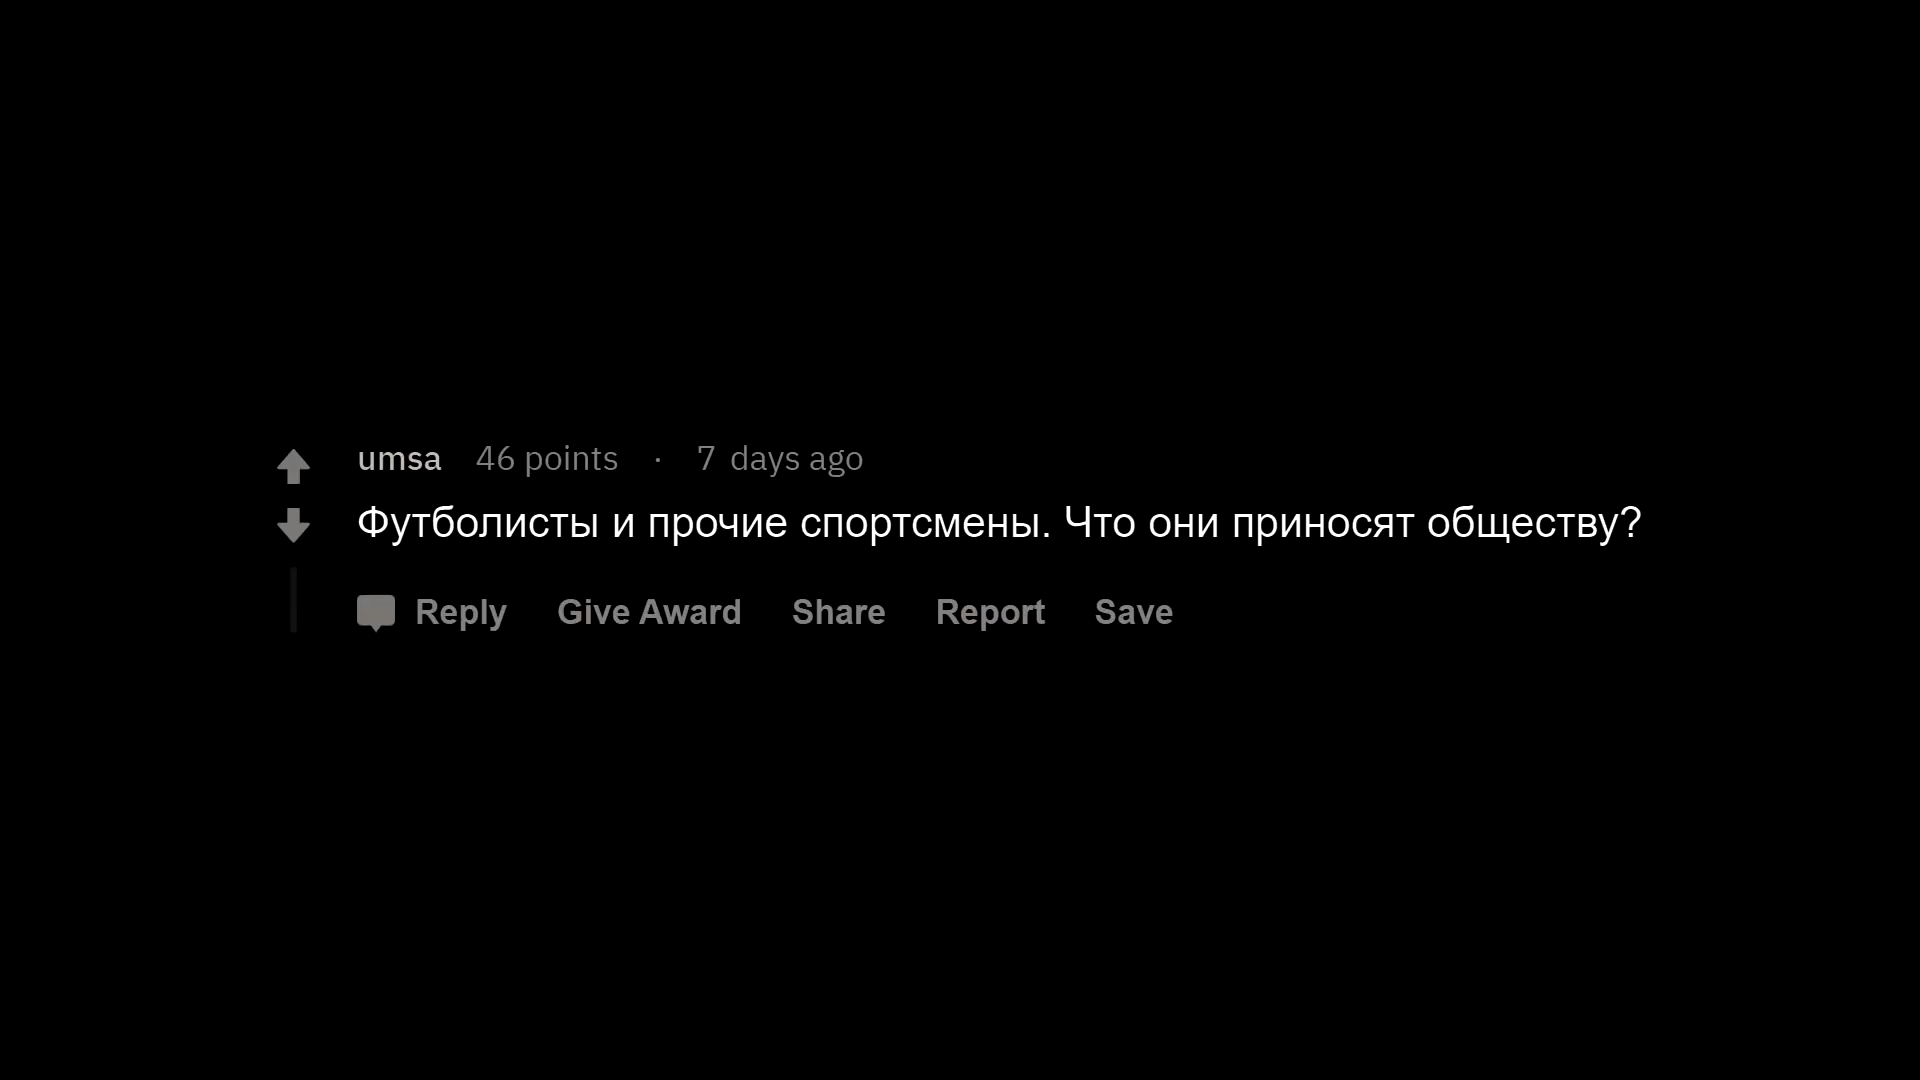 umsa 46 points · 7 days ago
Футболисты и прочие спортсмены. Что они приносят обществу?
Reply Give Award Share Report Save